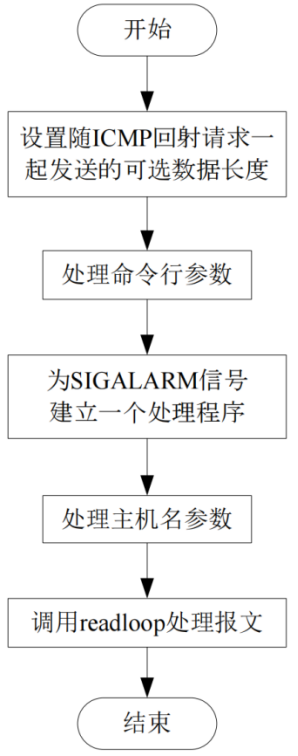 开始
设置随ICMP回射请求一
起发送的可选数据长度
处理命令行参数
为SIGALARM信号
建立一个处理程序
处理主机名参数
调用readloop处理报文
结束